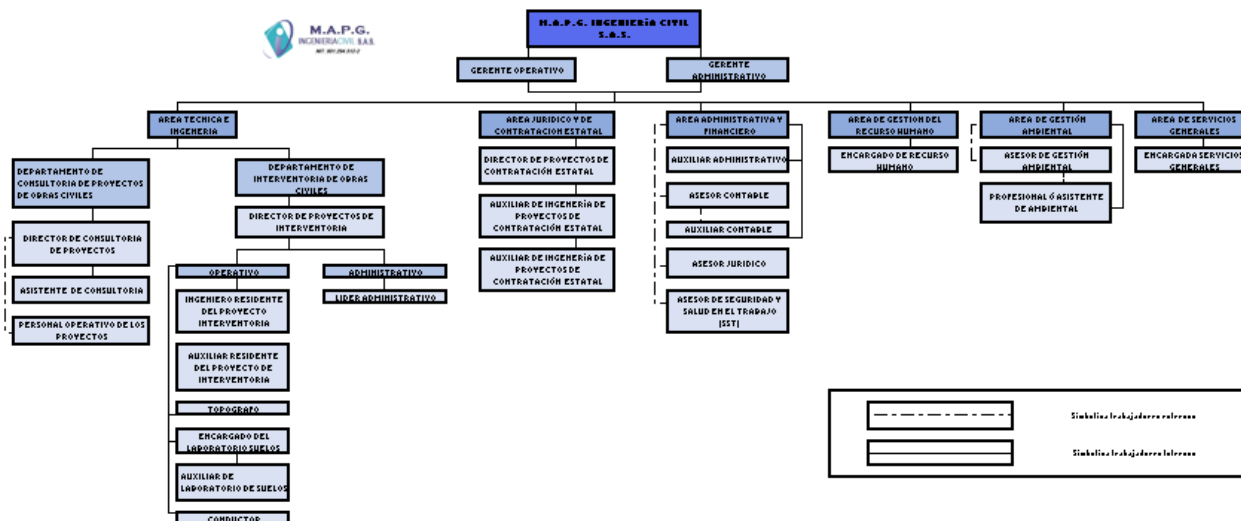 M.A.P.G.
INGENIERIA CIVIL S.A.S.
M.A.P.G. INGENIERÍA CIVIL
S.A.S.
GERENTE OPERATIVO
GERENTE
ADMINISTRATIVO
AREA TECNICA E
INGENERIA
AREA JURIDICO Y DE
CONTRATACION ESTATAL
AREA ADMINISTRATIVA Y
FINANCIERO
AREA DE GESTION DEL
RECURSO HUMANO
AREA DE GESTIÓN
AMBIENTAL
AREA DE SERVICIOS
GENERALES
DEPARTAMENTO DE
CONSULTORIA DE PROYECTOS
DE OBRAS CIVILES
DEPARTAMENTO DE
INTERVENTORIA DE OBRAS
CIVILES
DIRECTOR DE PROYECTOS DE
CONTRATACIÓN ESTATAL
AUXILIAR ADMINISTRATIVO
ENCARGADO DE RECURSO
HUMANO
ASESOR DE GESTIÓN
AMBIENTAL
ENCARGADA SERVICIOS
GENERALES
DIRECTOR DE CONSULTORIA
DE PROYECTOS
DIRECTOR DE PROYECTOS DE
INTERVENTORIA
AUXILIAR DE INGENERÍA DE
PROYECTOS DE
CONTRATACIÓN ESTATAL
ASESOR CONTABLE
PROFESIONAL Ó ASISTENTE
DE AMBIENTAL
AUXILIAR CONTABLE
ASISTENTE DE CONSULTORIA
OPERATIVO
ADMINISTRATIVO
AUXILIAR DE INGENERÍA DE
PROYECTOS DE
CONTRATACIÓN ESTATAL
ASESOR JURIDICO
PERSONAL OPERATIVO DE LOS
PROYECTOS
INGENIERO RESIDENTE
DEL PROYECTO
INTERVENTORIA
LIDER ADMINISTRATIVO
ASESOR DE SEGURIDAD Y
SALUD EN EL TRABAJO
(SST)
AUXILIAR RESIDENTE
DEL PROYECTO DE
INTERVENTORIA
TOPOGRAFO
ENCARGADO DEL
LABORATORIO SUELOS
AUXILIAR DE
LABORATORIO DE SUELOS
CONDUCTOR